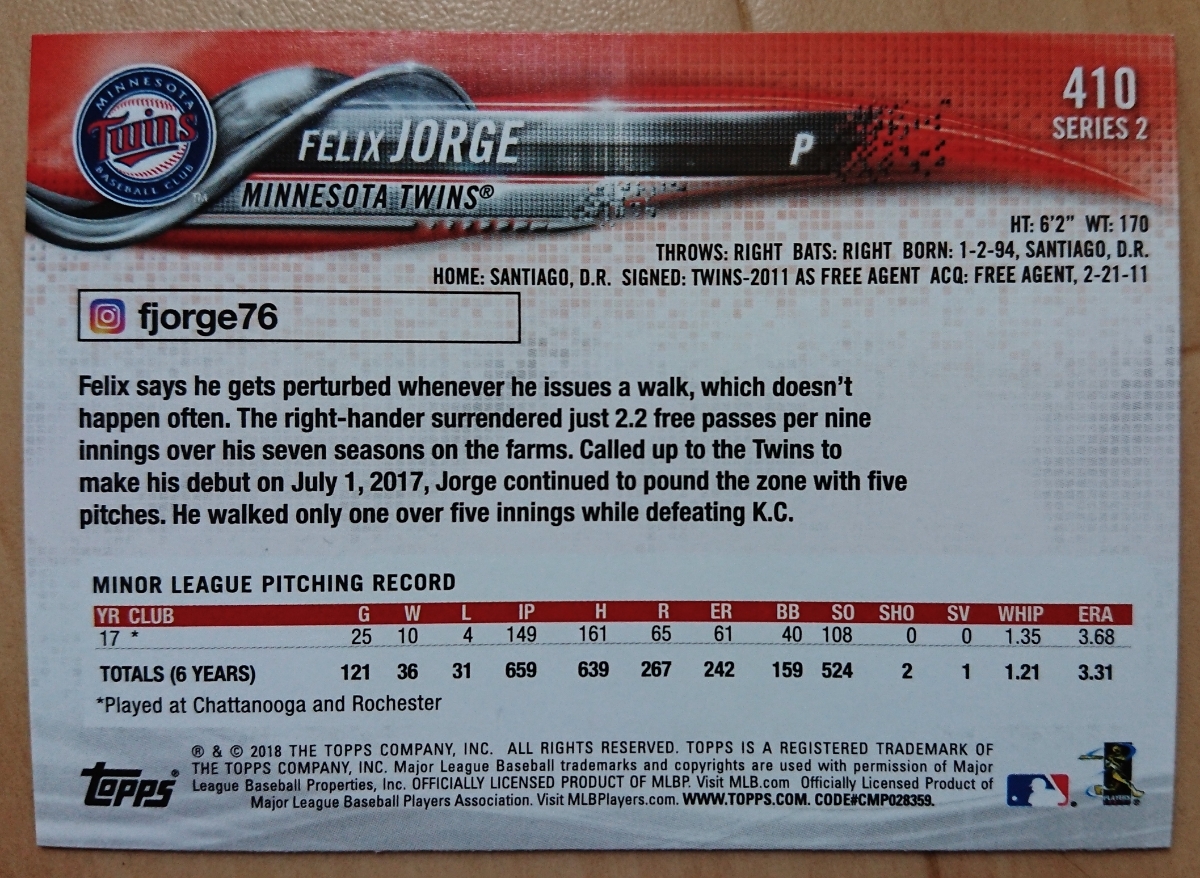 MINNESOTA
Twins
BASEBALL CLUB
TM
FELIX JORGE
P
410
SERIES 2
MINNESOTA TWINS®
HT: 6'2" WT: 170
THROWS: RIGHT BATS: RIGHT BORN: 1-2-94, SANTIAGO, D.R.
HOME: SANTIAGO, D.R. SIGNED: TWINS-2011 AS FREE AGENT ACQ: FREE AGENT, 2-21-11
fjorge76
Felix says he gets perturbed whenever he issues a walk, which doesn't
happen often. The right-hander surrendered just 2.2 free passes per nine
innings over his seven seasons on the farms. Called up to the Twins to
make his debut on July 1, 2017, Jorge continued to pound the zone with five
pitches. He walked only one over five innings while defeating K.C.
MINOR LEAGUE PITCHING RECORD
YR CLUB G W L IP H R ER BB SO SHO SV WHIP ERA
17 * 25 10 4 149 161 65 61 40 108 0 0 1.35 3.68
TOTALS (6 YEARS) 121 36 31 659 639 267 242 159 524 2 1 1.21 3.31
*Played at Chattanooga and Rochester
® & © 2018 THE TOPPS COMPANY, INC. ALL RIGHTS RESERVED. TOPPS IS A REGISTERED TRADEMARK OF
THE TOPPS COMPANY, INC. Major League Baseball trademarks and copyrights are used with permission of Major
League Baseball Properties, Inc. OFFICIALLY LICENSED PRODUCT OF MLBP. Visit MLB.com Officially Licensed Product of
Major League Baseball Players Association. Visit MLBPlayers.com. WWW.TOPPS.COM. CODE#CMP028359.
Topps®
PLAYERS